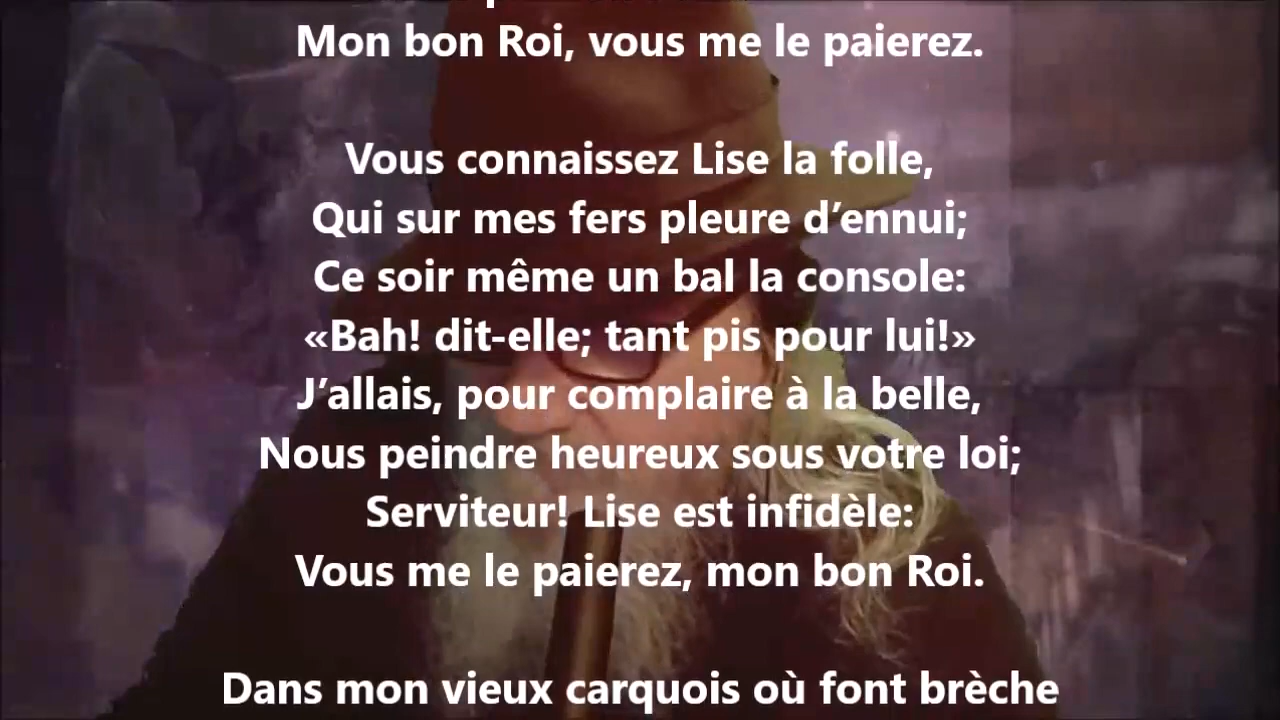 Mon bon Roi, vous me le paierez.
Vous connaissez Lise la folle,
Qui sur mes fers pleure d’ennui;
Ce soir même un bal la console:
«Bah! dit-elle; tant pis pour lui!»
J’allais, pour complaire à la belle,
Nous peindre heureux sous votre loi;
Serviteur! Lise est infidèle:
Vous me le paierez, mon bon Roi.
Dans mon vieux carquois où font brèche